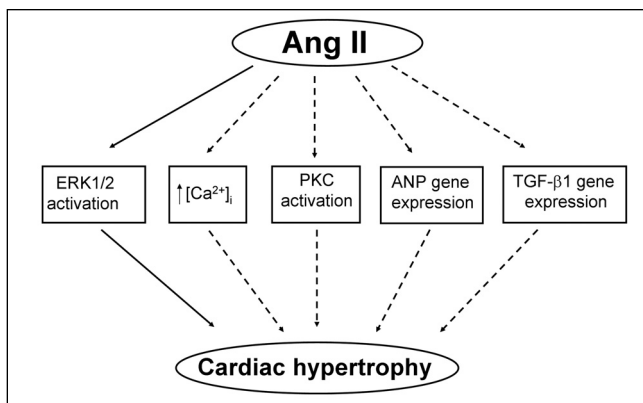 Ang II
ERK1/2
activation
↑[Ca²⁺]ᵢ
PKC
activation
ANP gene
expression
TGF-β1 gene
expression
Cardiac hypertrophy